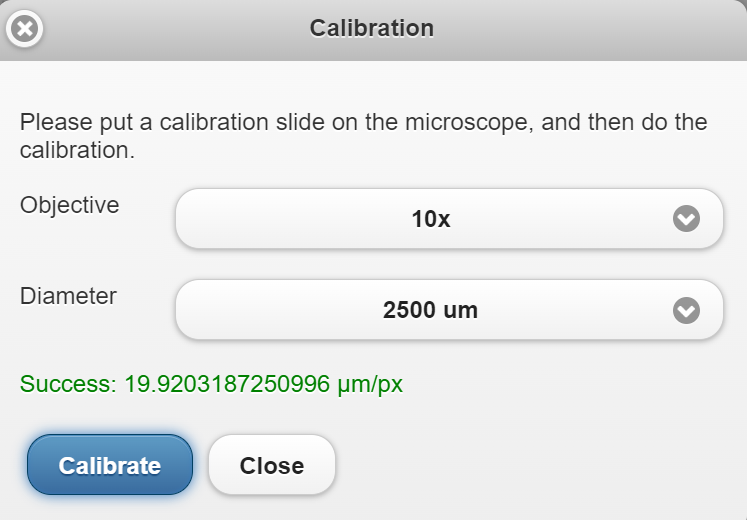 Calibration
Please put a calibration slide on the microscope, and then do the
calibration.
Objective
10x
Diameter
2500 um
Success: 19.9203187250996 µm/px
Calibrate
Close